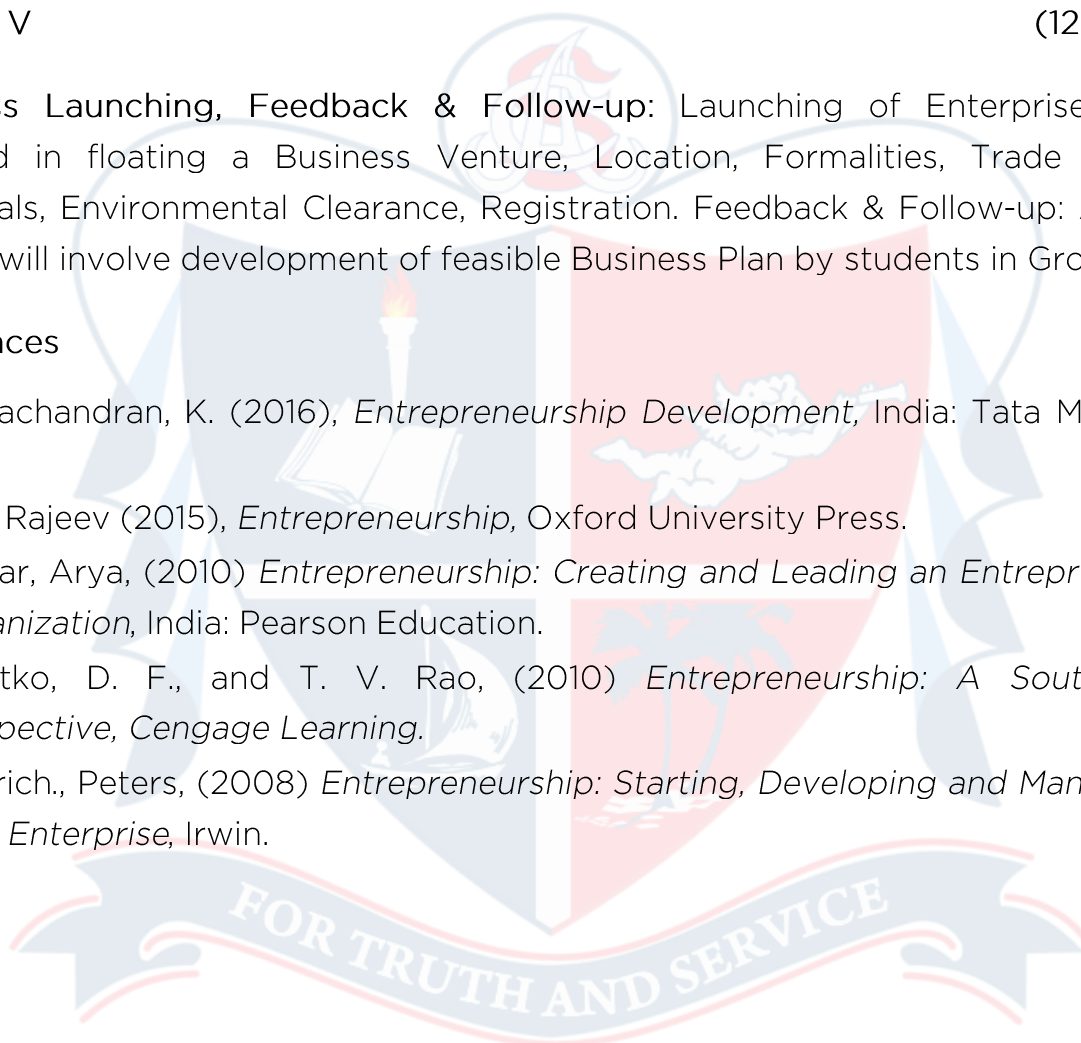 V (12
ss Launching, Feedback & Follow-up: Launching of Enterprise
d in floating a Business Venture, Location, Formalities, Trade
als, Environmental Clearance, Registration. Feedback & Follow-up:
will involve development of feasible Business Plan by students in Gro
nces
achandran, K. (2016), Entrepreneurship Development, India: Tata M
Rajeev (2015), Entrepreneurship, Oxford University Press.
ar, Arya, (2010) Entrepreneurship: Creating and Leading an Entrepr
anization, India: Pearson Education.
tko, D. F., and T. V. Rao, (2010) Entrepreneurship: A Sout
pective, Cengage Learning.
rich., Peters, (2008) Entrepreneurship: Starting, Developing and Man
Enterprise, Irwin.
FOR TRUTH AND SERVICE